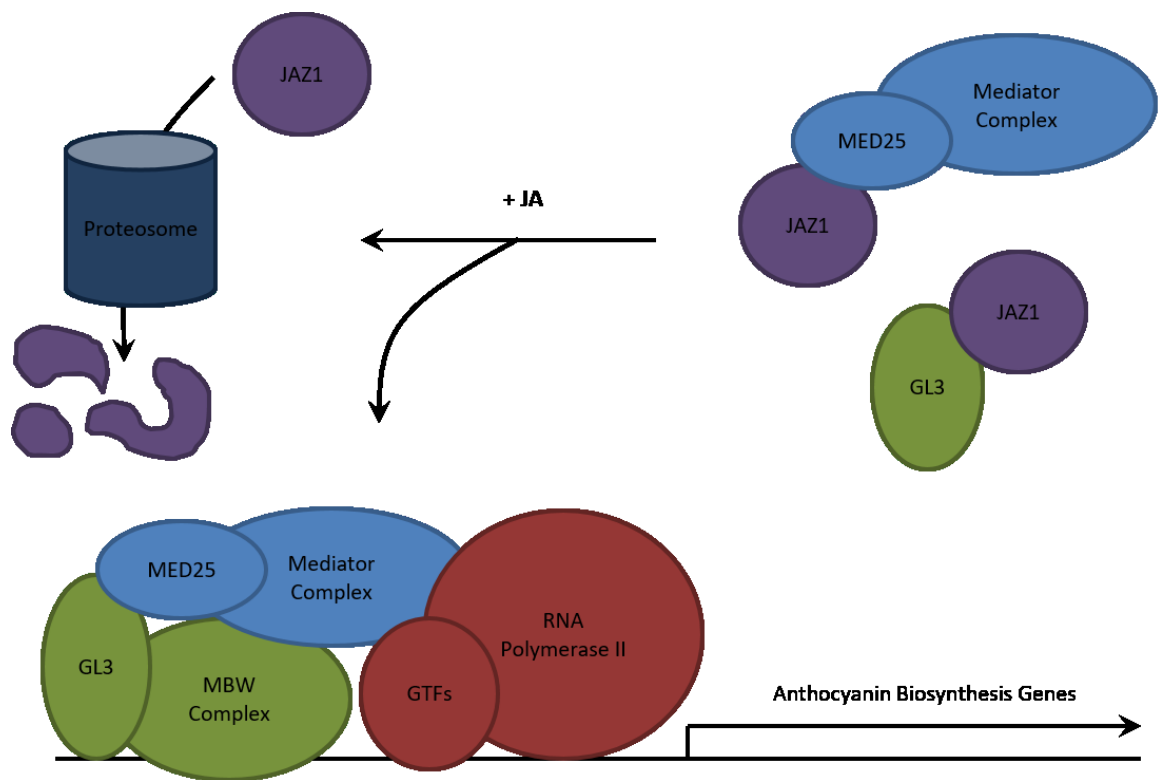 JAZ1
Mediator
Complex
MED25
+ JA
JAZ1
Proteosome
JAZ1
GL3
MED25
Mediator
Complex
RNA
Polymerase II
GL3
MBW
Complex
GTFs
Anthocyanin Biosynthesis Genes